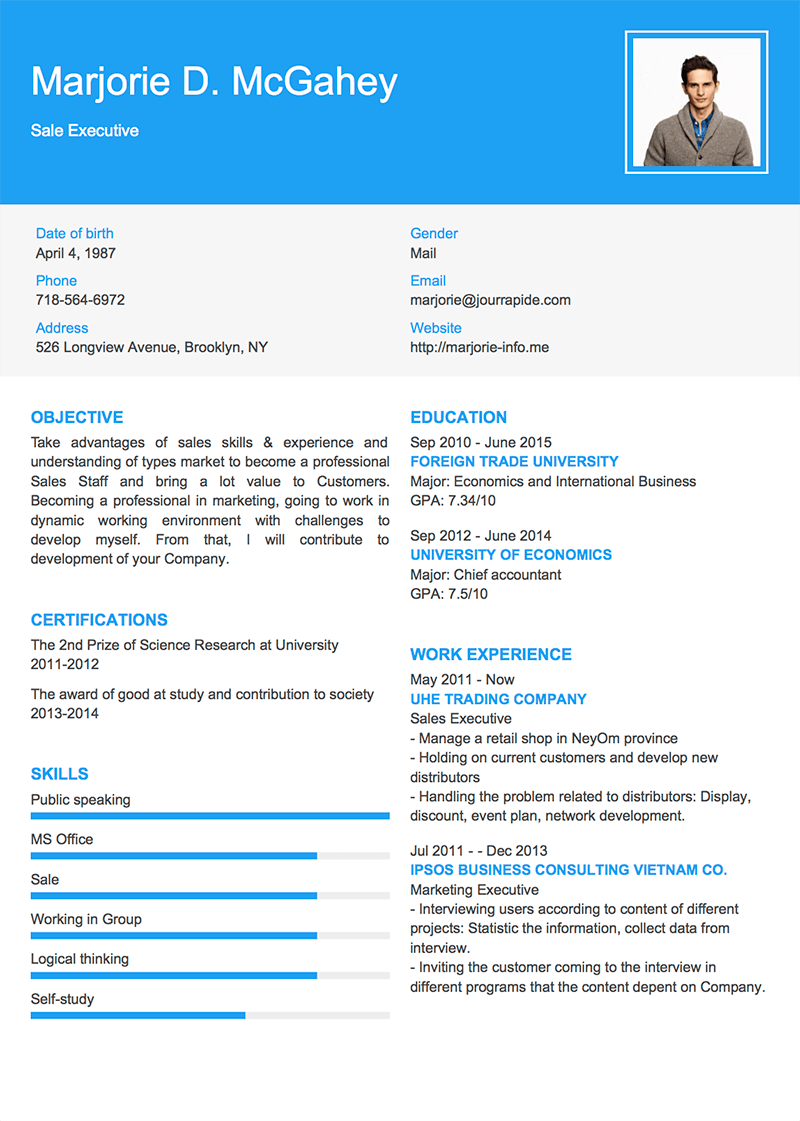 Marjorie D. McGahey
Sale Executive
Date of birth
April 4, 1987
Phone
718-564-6972
Address
526 Longview Avenue, Brooklyn, NY
Gender
Mail
Email
marjorie@jourrapide.com
Website
http://marjorie-info.me
OBJECTIVE
Take advantages of sales skills & experience and
understanding of types market to become a professional
Sales Staff and bring a lot value to Customers.
Becoming a professional in marketing, going to work in
dynamic working environment with challenges to
develop myself. From that, I will contribute to
development of your Company.
CERTIFICATIONS
The 2nd Prize of Science Research at University
2011-2012
The award of good at study and contribution to society
2013-2014
SKILLS
Public speaking
MS Office
Sale
Working in Group
Logical thinking
Self-study
EDUCATION
Sep 2010 - June 2015
FOREIGN TRADE UNIVERSITY
Major: Economics and International Business
GPA: 7.34/10
Sep 2012 - June 2014
UNIVERSITY OF ECONOMICS
Major: Chief accountant
GPA: 7.5/10
WORK EXPERIENCE
May 2011 - Now
UHE TRADING COMPANY
Sales Executive
- Manage a retail shop in NeyOm province
- Holding on current customers and develop new
distributors
- Handling the problem related to distributors: Display,
discount, event plan, network development.
Jul 2011 - - Dec 2013
IPSOS BUSINESS CONSULTING VIETNAM CO.
Marketing Executive
- Interviewing users according to content of different
projects: Statistic the information, collect data from
interview.
- Inviting the customer coming to the interview in
different programs that the content depent on Company.